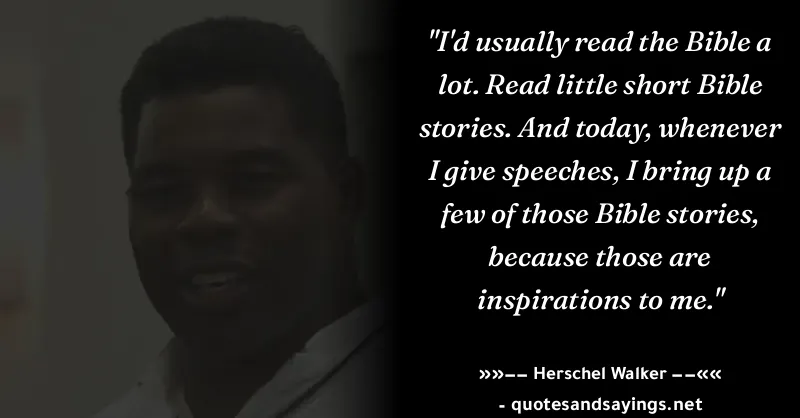 "I'd usually read the Bible a
lot. Read little short Bible
stories. And today, whenever
I give speeches, I bring up a
few of those Bible stories,
because those are
inspirations to me."
»»−− Herschel Walker −−««
- quotesandsayings.net